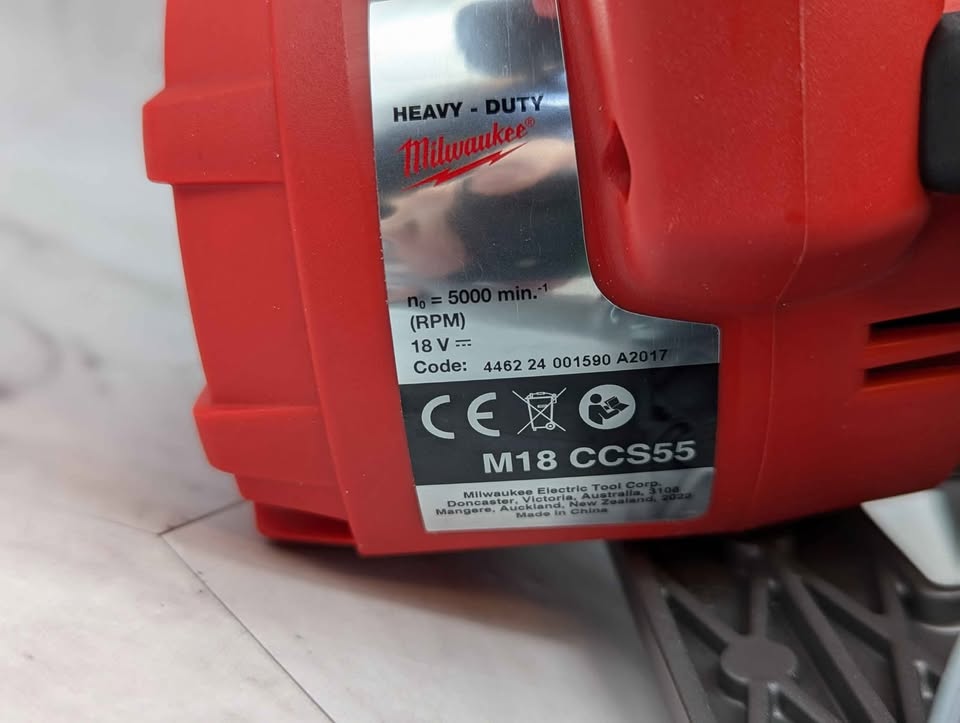 HEAVY - DUTY
Milwaukee®
n₀ = 5000 min.⁻¹
(RPM)
18 V ⎓
Code: 4462 24 001590 A2017
CE
M18 CCS55
Milwaukee Electric Tool Corp.
Doncaster, Victoria, Australia, 3108
Mangere, Auckland, New Zealand, 2022
Made in China